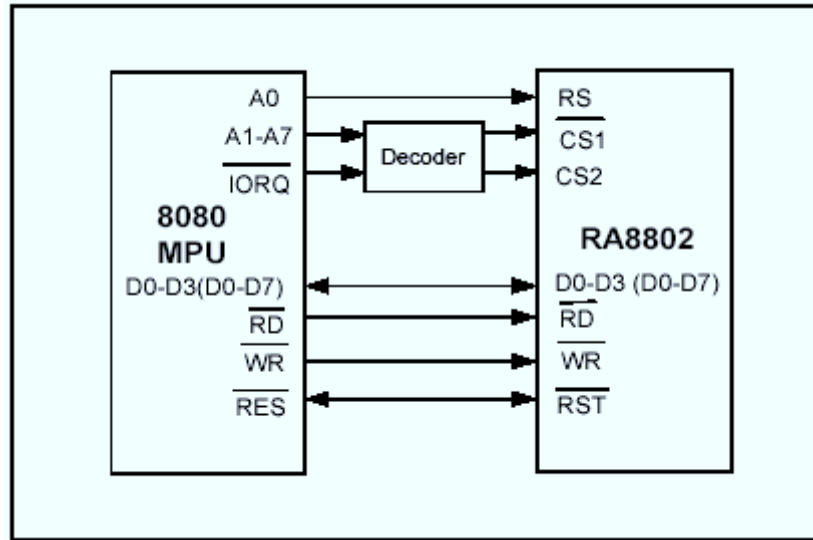 A0
A1-A7
IORQ
8080
MPU
D0-D3(D0-D7)
RD
WR
RES
Decoder
RS
CS1
CS2
RA8802
D0-D3 (D0-D7)
RD
WR
RST